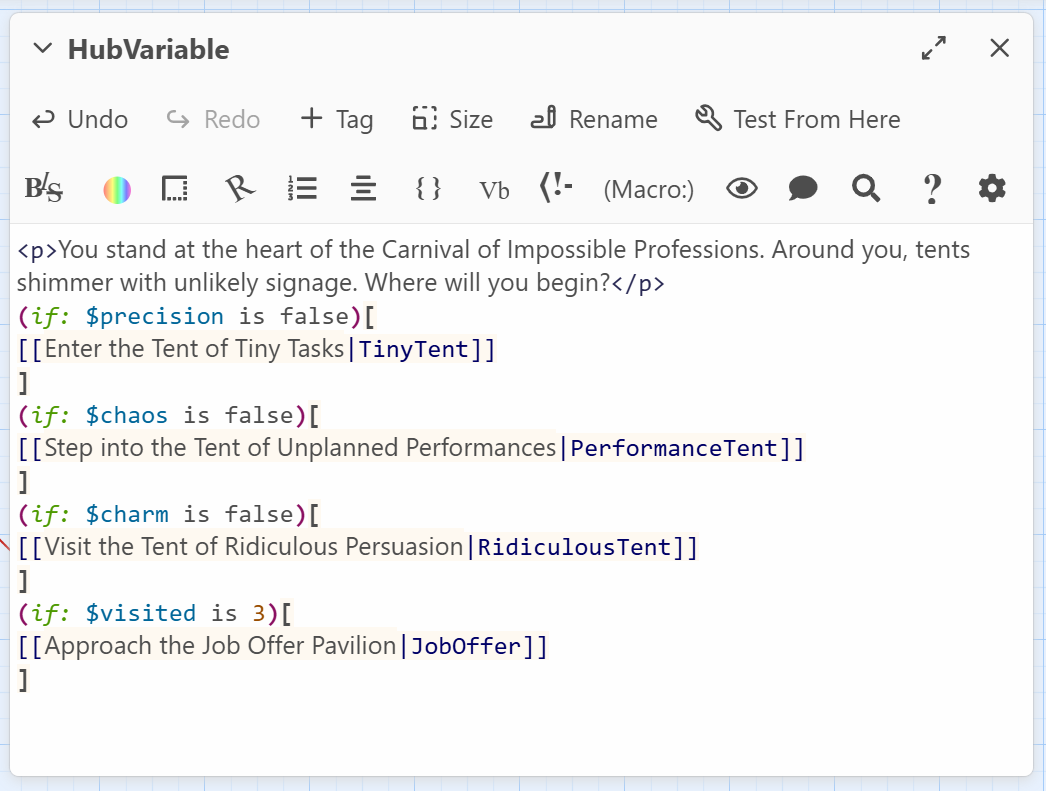 HubVariable
Undo Redo + Tag Size Rename Test From Here
BIS { } Vb (!- (Macro:) ?
<p>You stand at the heart of the Carnival of Impossible Professions. Around you, tents
shimmer with unlikely signage. Where will you begin?</p>
(if: $precision is false)[
[[Enter the Tent of Tiny Tasks|TinyTent]]
]
(if: $chaos is false)[
[[Step into the Tent of Unplanned Performances|PerformanceTent]]
]
(if: $charm is false)[
[[Visit the Tent of Ridiculous Persuasion|RidiculousTent]]
]
(if: $visited is 3)[
[[Approach the Job Offer Pavilion|JobOffer]]
]